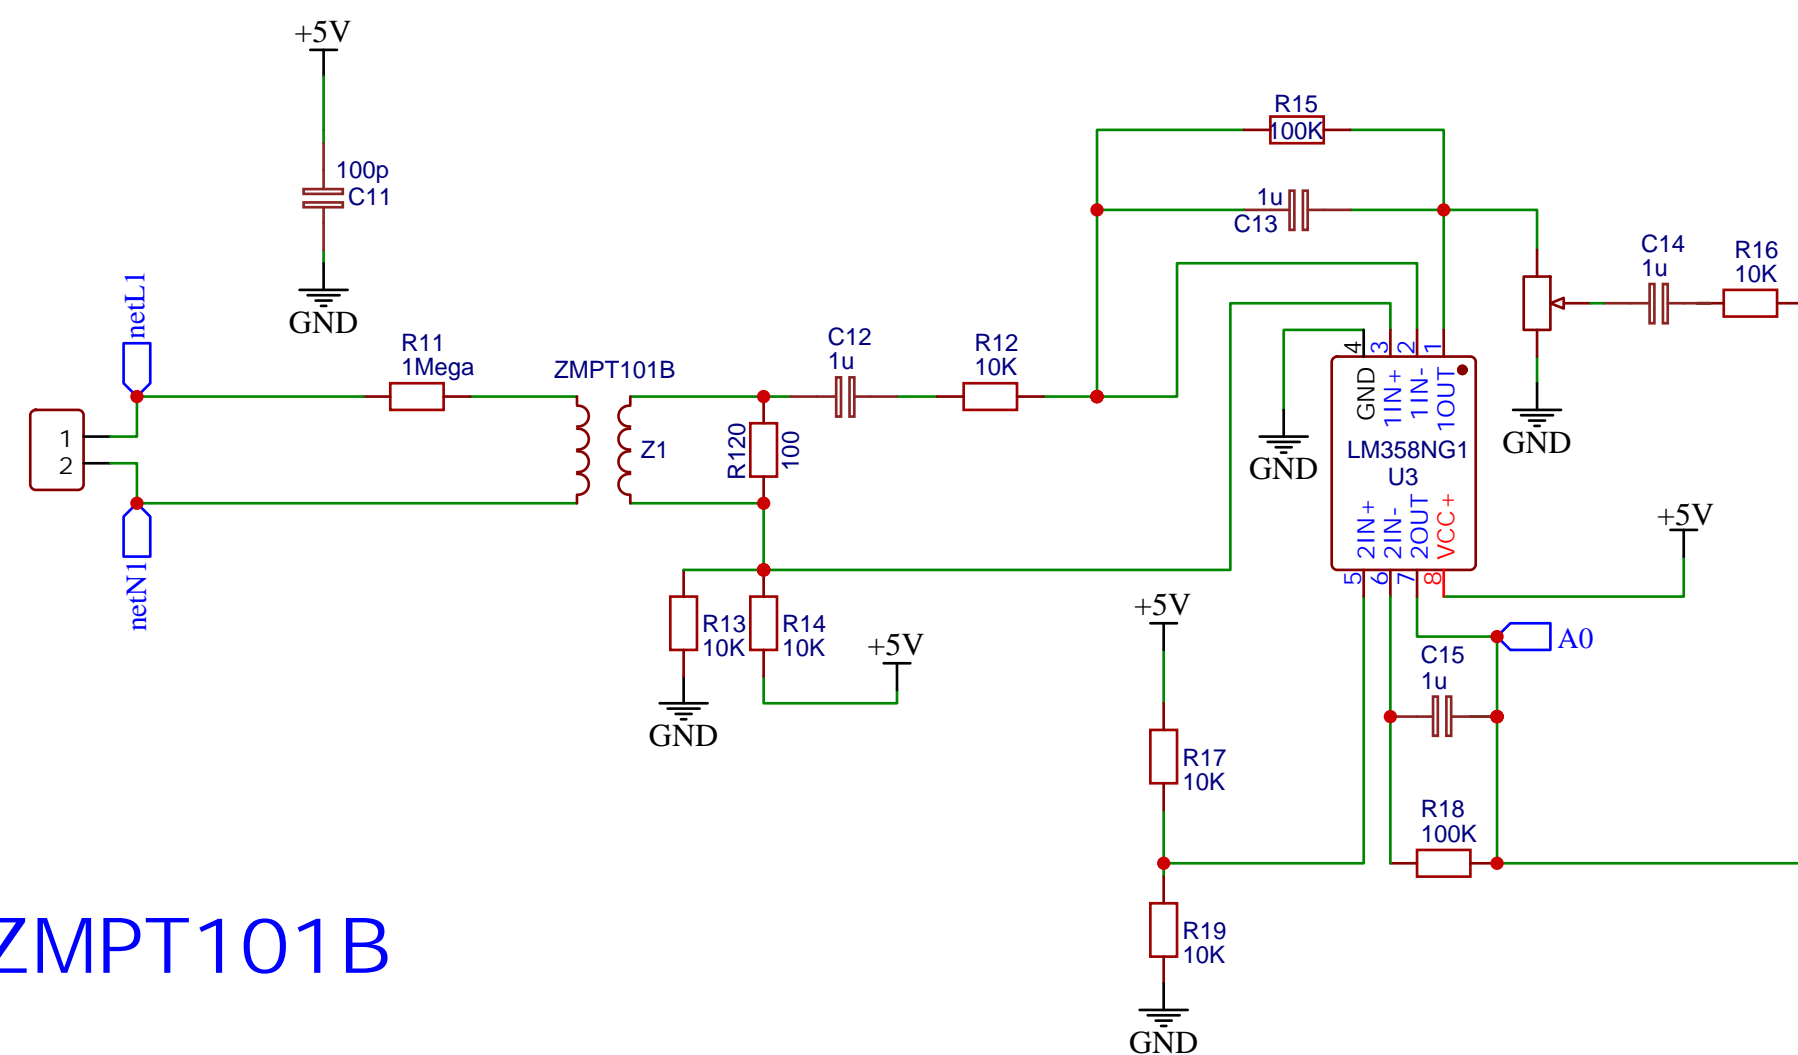 +5V
100p
C11
GND
netL1
R11
1Mega
ZMPT101B
Z1
1
2
netN1
R120
100
C12
1u
R12
10K
R15
100K
1u
C13
C14
1u
R16
10K
GND
GND
4
3
2
1
GND
1IN+
1IN-
1OUT
LM358NG1
U3
2IN+
2IN-
2OUT
VCC+
5
6
7
8
+5V
R13
10K
R14
10K
+5V
GND
+5V
A0
C15
1u
R17
10K
R18
100K
R19
10K
GND
ZMPT101B